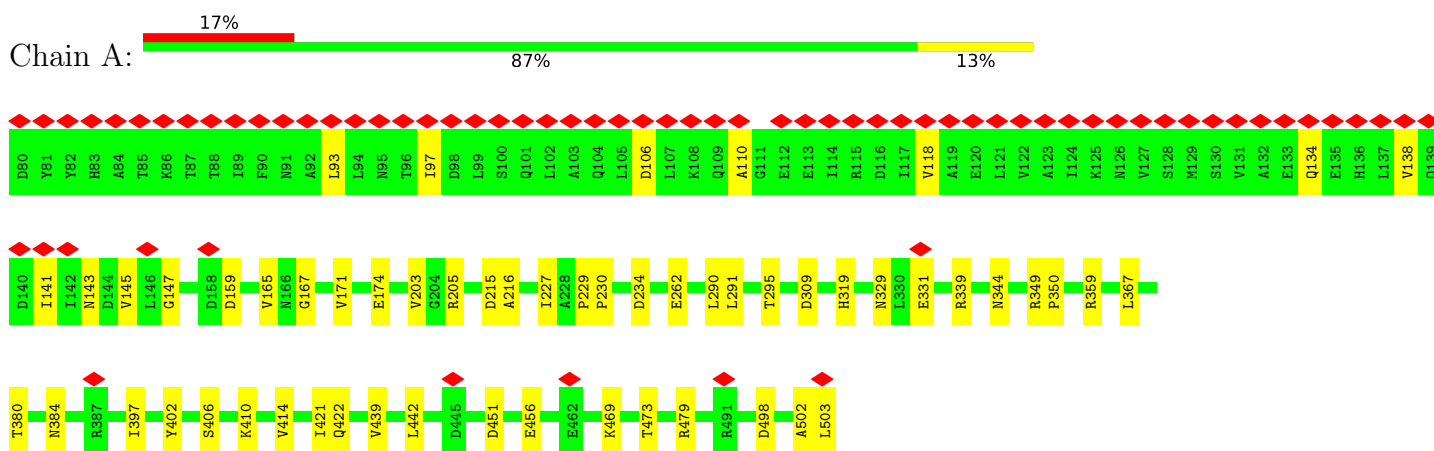 17%
Chain A:
87% 13%
D80 Y81 Y82 H83 A84 T85 K86 T87 T88 I89 F90 N91 A92 L93 L94 N95 T96 I97 D98 L99 S100 Q101 L102 A103 Q104 L105 D106 L107 K108 Q109 A110 G111 E112 E113 I114 R115 D116 I117 V118 A119 E120 L121 V122 A123 I124 K125 N126 V127 S128 M129 S130 V131 A132 E133 Q134 E135 H136 L137 V138 Q139
D140 I141 I142 N143 D144 V145 L146 G147 D158 D159 V165 N166 G167 V171 E174 V203 G204 R205 D215 A216 I227 A228 P229 P230 D234 E262 L290 L291 T295 D309 H319 N329 L330 E331 R339 N344 R349 P350 R359 L367
T380 N384 R387 I397 Y402 S406 K410 V414 I421 Q422 V439 L442 D445 D451 E456 E462 K469 T473 R479 R491 D498 A502 L503